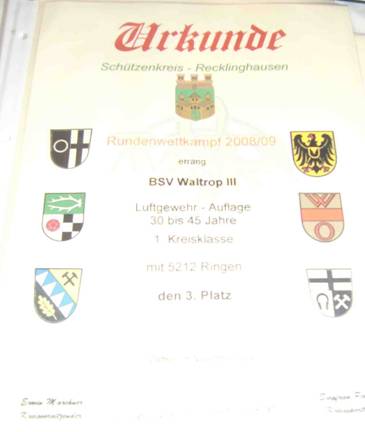 Urkunde
Schützenkreis - Recklinghausen
Rundenwettkampf 2008/09
errang
BSV Waltrop III
Luftgewehr - Auflage
30 bis 45 Jahre
1. Kreisklasse
mit 5212 Ringen
den 3. Platz